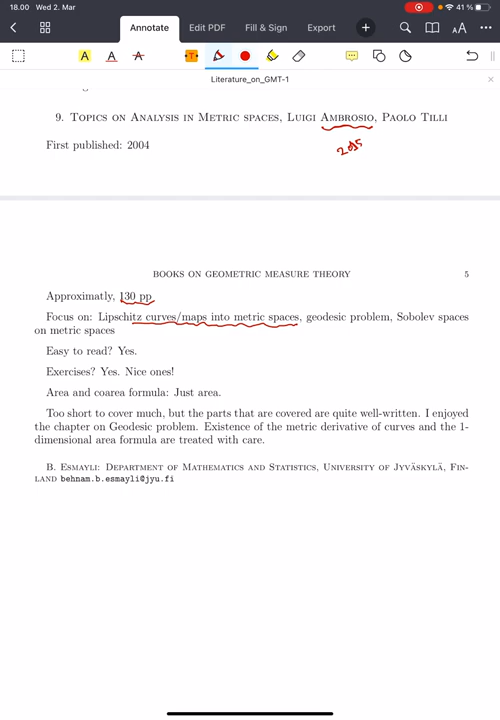 18.00 Wed 2. Mar
41 %
Annotate Edit PDF Fill & Sign Export
A A A T AA
Literature_on_GMT-1
9. Topics on Analysis in Metric spaces, Luigi Ambrosio, Paolo Tilli
First published: 2004
BOOKS ON GEOMETRIC MEASURE THEORY 5
Approximatly, 130 pp
Focus on: Lipschitz curves/maps into metric spaces, geodesic problem, Sobolev spaces
on metric spaces
Easy to read? Yes.
Exercises? Yes. Nice ones!
Area and coarea formula: Just area.
Too short to cover much, but the parts that are covered are quite well-written. I enjoyed
the chapter on Geodesic problem. Existence of the metric derivative of curves and the 1-
dimensional area formula are treated with care.
B. Esmayli: Department of Mathematics and Statistics, University of Jyväskylä, Fin-
land behnam.b.esmayli@jyu.fi